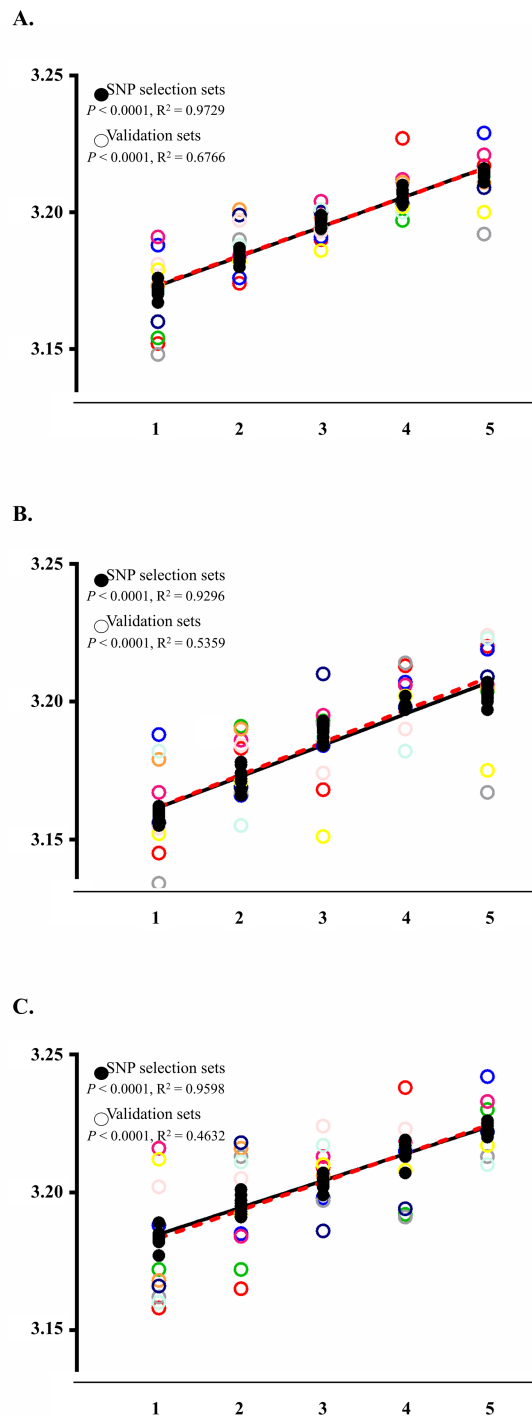 A.
3.25
SNP selection sets
P < 0.0001, R² = 0.9729
Validation sets
P < 0.0001, R² = 0.6766
3.20
3.15
1 2 3 4 5
B.
3.25
SNP selection sets
P < 0.0001, R² = 0.9296
Validation sets
P < 0.0001, R² = 0.5359
3.20
3.15
1 2 3 4 5
C.
3.25
SNP selection sets
P < 0.0001, R² = 0.9598
Validation sets
P < 0.0001, R² = 0.4632
3.20
3.15
1 2 3 4 5